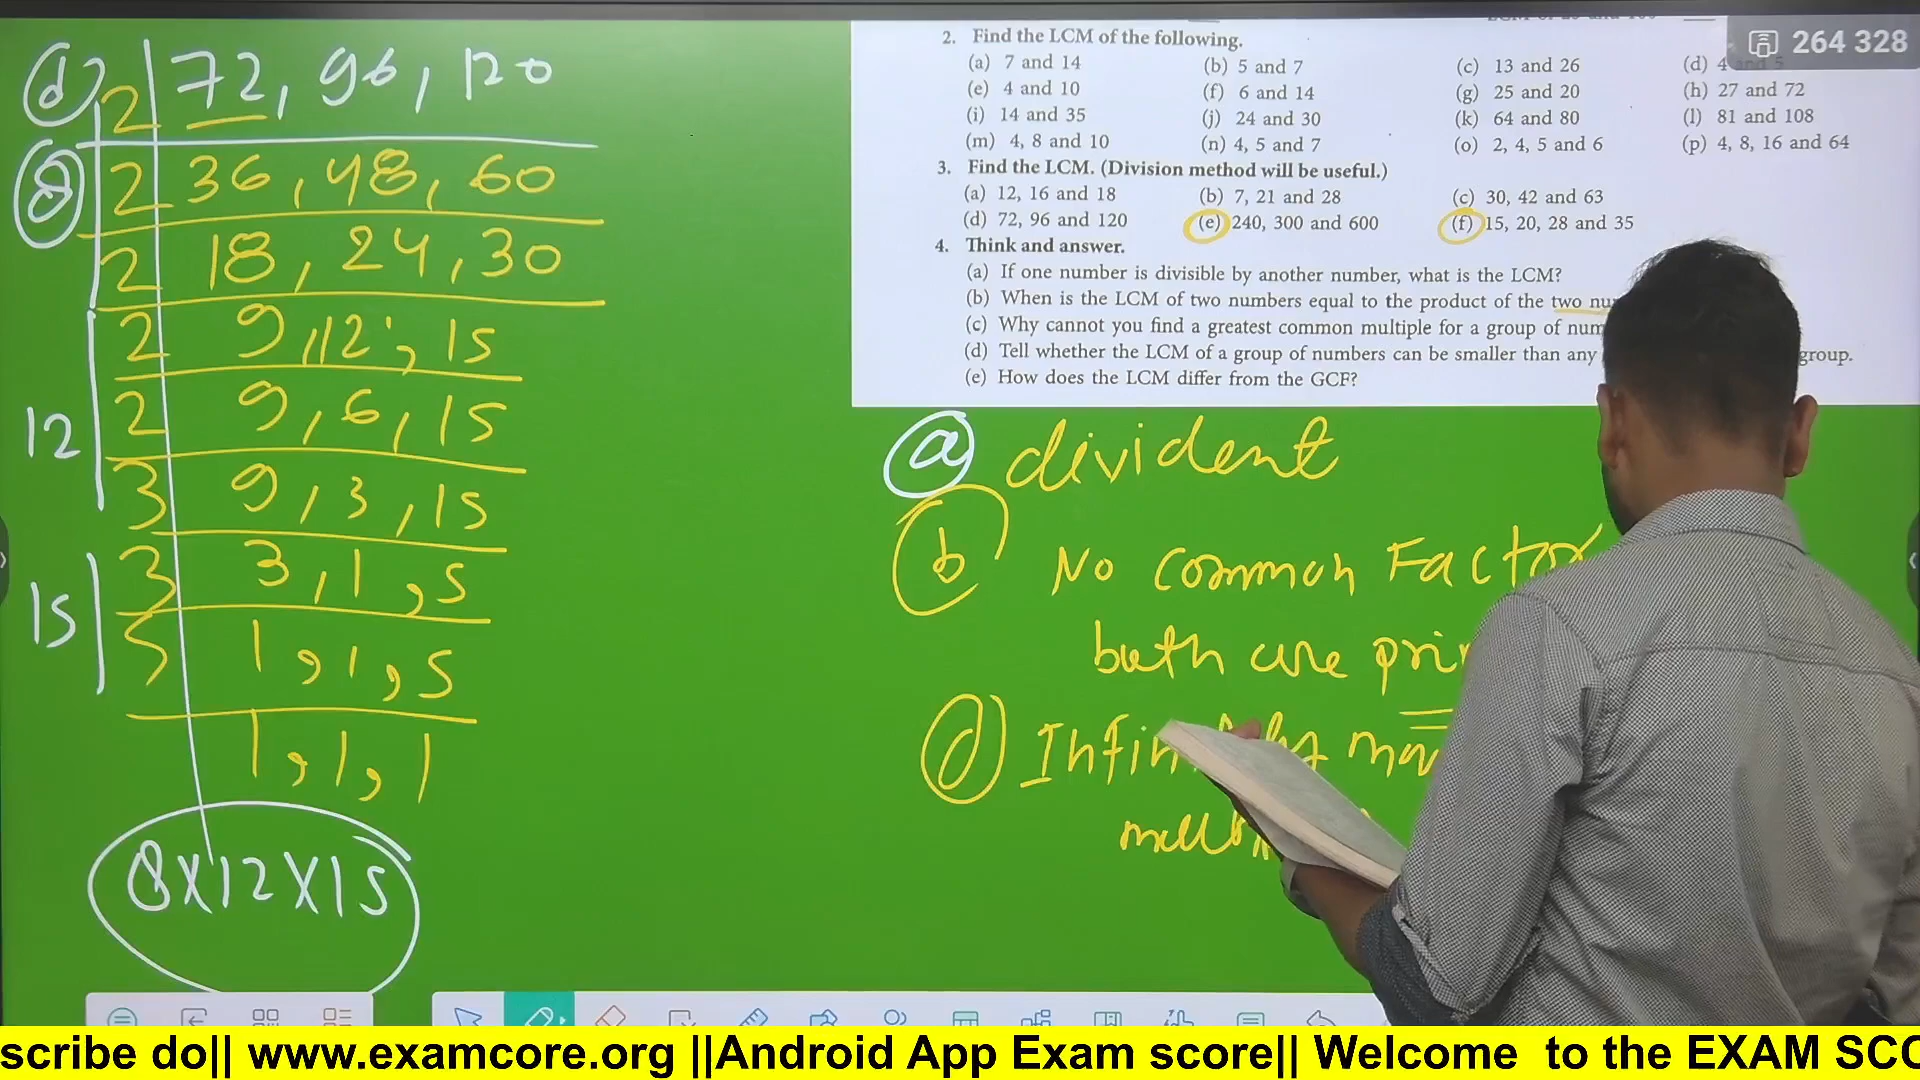 d) 2 72, 96, 120
8 2 36, 48, 60
2 18, 24, 30
2 9, 12, 15
12 2 9, 6, 15
3 9, 3, 15
3 3, 1, 5
15 5 1, 1, 5
1, 1, 1
8X12X15
264 328
2. Find the LCM of the following.
(a) 7 and 14 (b) 5 and 7 (c) 13 and 26 (d) 4
(e) 4 and 10 (f) 6 and 14 (g) 25 and 20 (h) 27 and 72
(i) 14 and 35 (j) 24 and 30 (k) 64 and 80 (l) 81 and 108
(m) 4, 8 and 10 (n) 4, 5 and 7 (o) 2, 4, 5 and 6 (p) 4, 8, 16 and 64
3. Find the LCM. (Division method will be useful.)
(a) 12, 16 and 18 (b) 7, 21 and 28 (c) 30, 42 and 63
(d) 72, 96 and 120 (e) 240, 300 and 600 (f) 15, 20, 28 and 35
4. Think and answer.
(a) If one number is divisible by another number, what is the LCM?
(b) When is the LCM of two numbers equal to the product of the two
(c) Why cannot you find a greatest common multiple for a group of
(d) Tell whether the LCM of a group of numbers can be smaller than any group.
(e) How does the LCM differ from the GCF?
a divident
b No common Factor
both are
Infin
scribe do|| www.examcore.org ||Android App Exam score|| Welcome to the EXAM